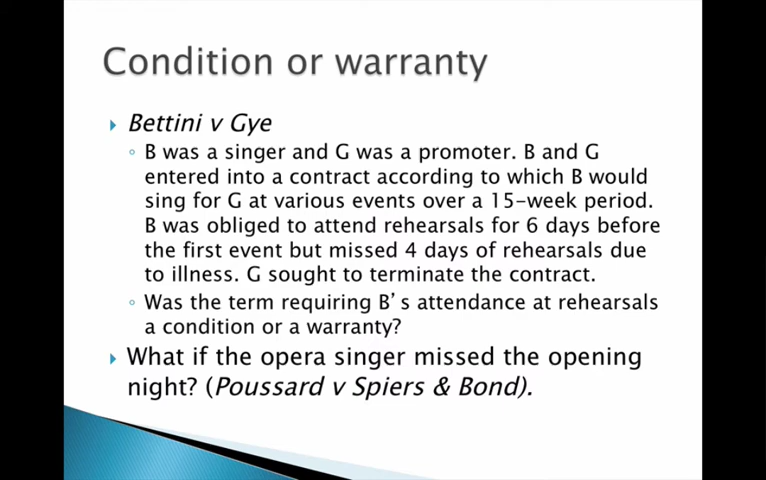 Condition or warranty
Bettini v Gye
B was a singer and G was a promoter. B and G
entered into a contract according to which B would
sing for G at various events over a 15-week period.
B was obliged to attend rehearsals for 6 days before
the first event but missed 4 days of rehearsals due
to illness. G sought to terminate the contract.
Was the term requiring B's attendance at rehearsals
a condition or a warranty?
What if the opera singer missed the opening
night? (Poussard v Spiers & Bond).